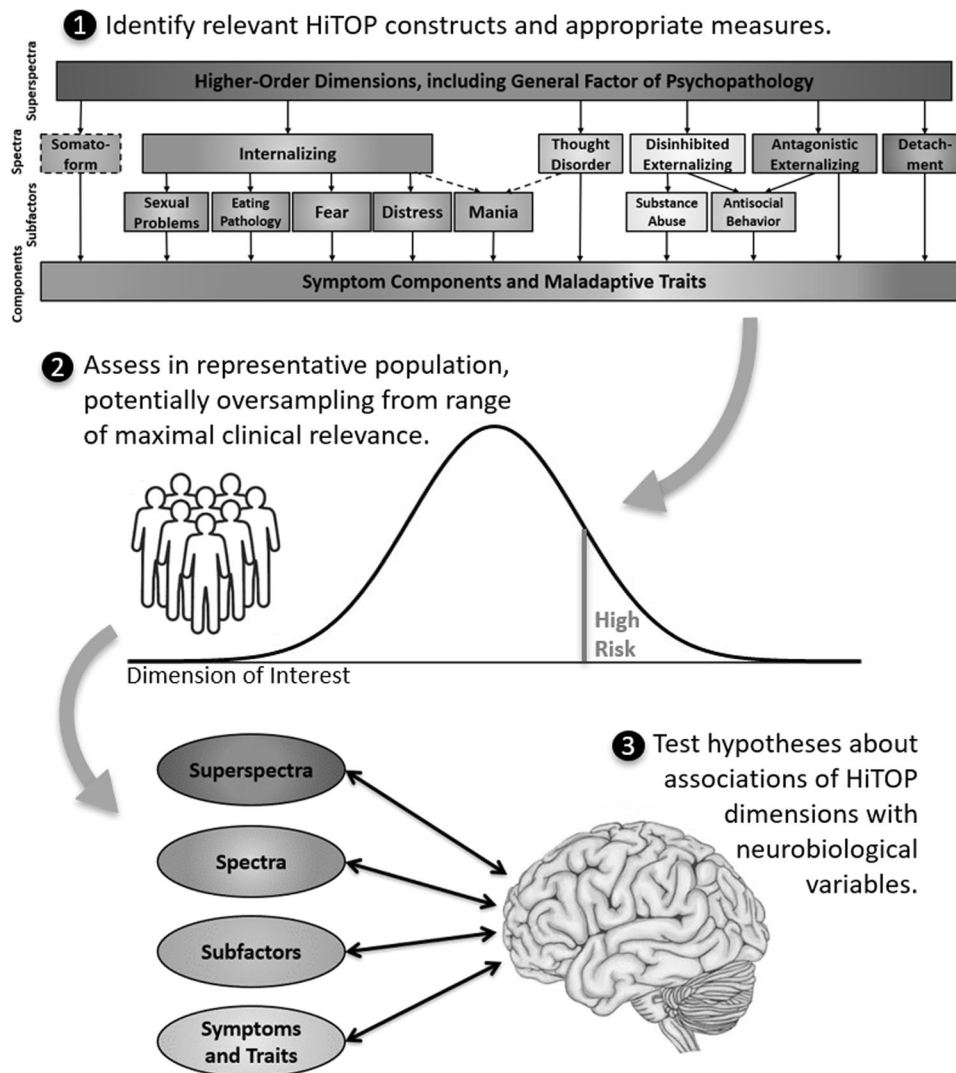 1 Identify relevant HiTOP constructs and appropriate measures.
Superspectra
Higher-Order Dimensions, including General Factor of Psychopathology
Spectra
Somato-
form
Internalizing
Thought
Disorder
Disinhibited
Externalizing
Antagonistic
Externalizing
Detach-
ment
Subfactors
Sexual
Problems
Eating
Pathology
Fear
Distress
Mania
Substance
Abuse
Antisocial
Behavior
Components
Symptom Components and Maladaptive Traits
2 Assess in representative population,
potentially oversampling from range
of maximal clinical relevance.
High
Risk
Dimension of Interest
3 Test hypotheses about
associations of HiTOP
dimensions with
neurobiological
variables.
Superspectra
Spectra
Subfactors
Symptoms
and Traits